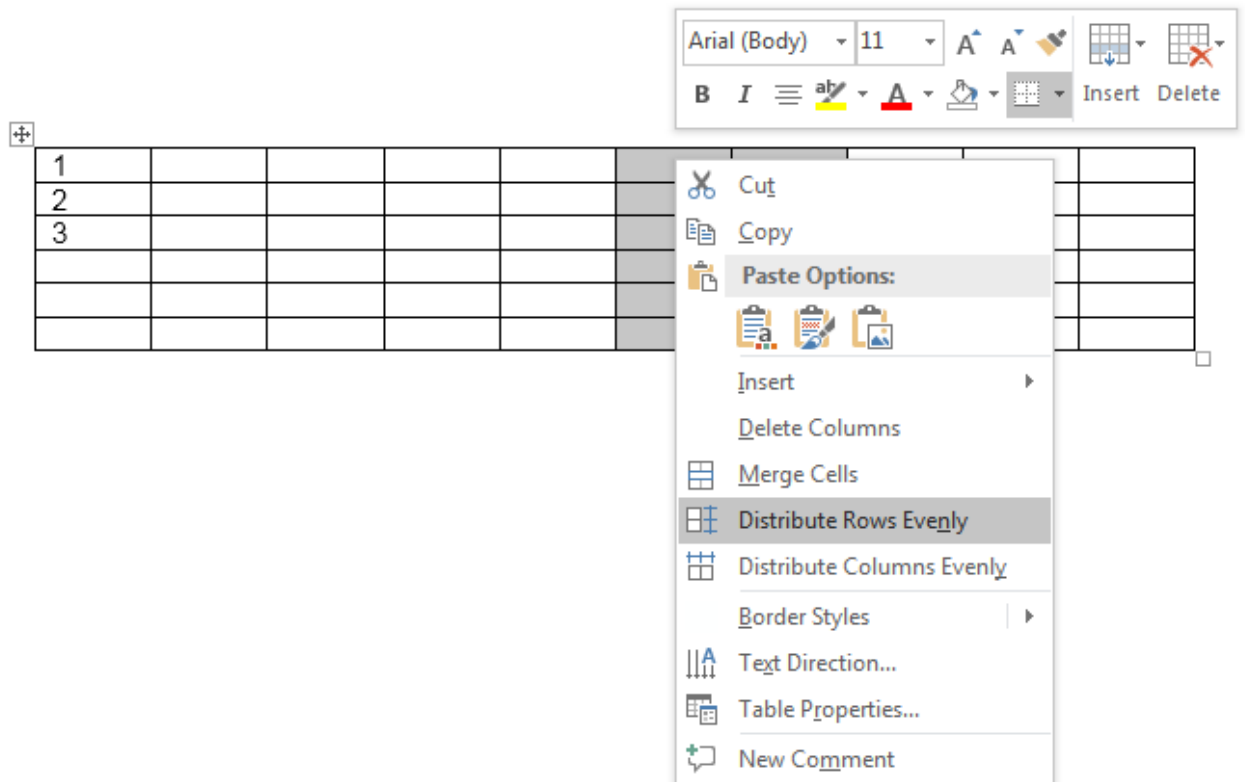 Arial (Body) 11 A A
B I ab A Insert Delete
1
2
3
Cut
Copy
Paste Options:
a
Insert
Delete Columns
Merge Cells
Distribute Rows Evenly
Distribute Columns Evenly
Border Styles
A Text Direction...
Table Properties...
New Comment